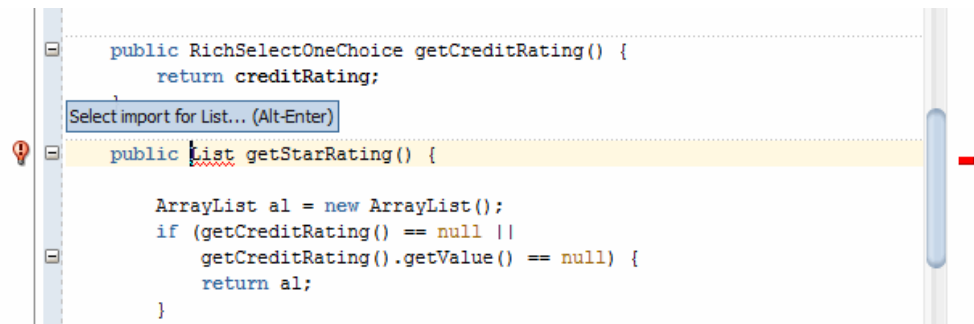 public RichSelectOneChoice getCreditRating() {
return creditRating;
}
Select import for List... (Alt-Enter)
public List getStarRating() {
ArrayList al = new ArrayList();
if (getCreditRating() == null ||
getCreditRating().getValue() == null) {
return al;
}